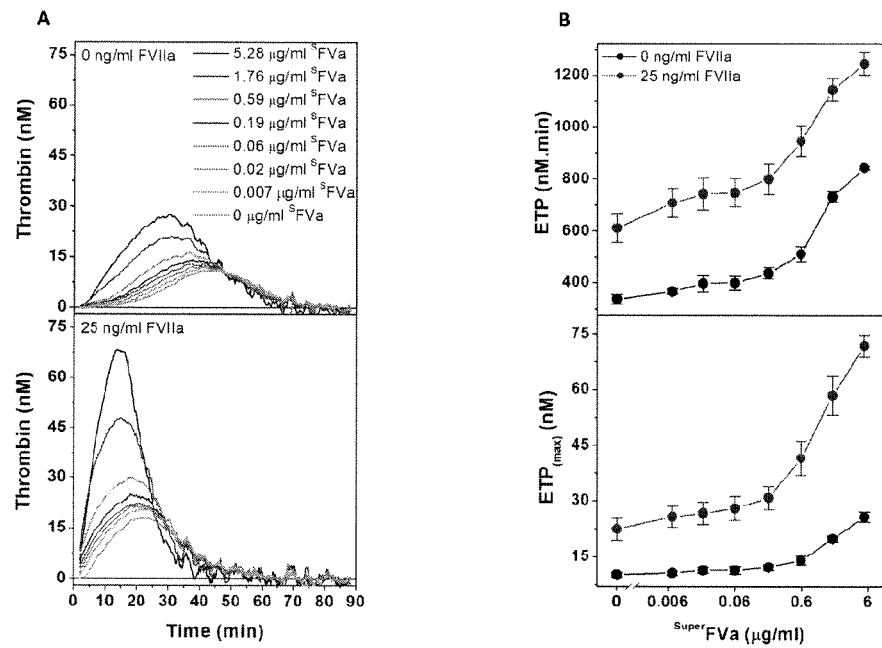 A
0 ng/ml FVIIa
5.28 μg/ml SFVa
1.76 μg/ml SFVa
0.59 μg/ml SFVa
0.19 μg/ml SFVa
0.06 μg/ml SFVa
0.02 μg/ml SFVa
0.007 μg/ml SFVa
0 μg/ml SFVa
Thrombin (nM)
75
60
45
30
15
0
25 ng/ml FVIIa
Thrombin (nM)
75
60
45
30
15
0
0 10 20 30 40 50 60 70 80 90
Time (min)
B
0 ng/ml FVIIa
25 ng/ml FVIIa
ETP (nM.min)
1200
1000
800
600
400
ETP(max) (nM)
75
60
45
30
15
0 0.006 0.06 0.6 6
SuperFVa (μg/ml)